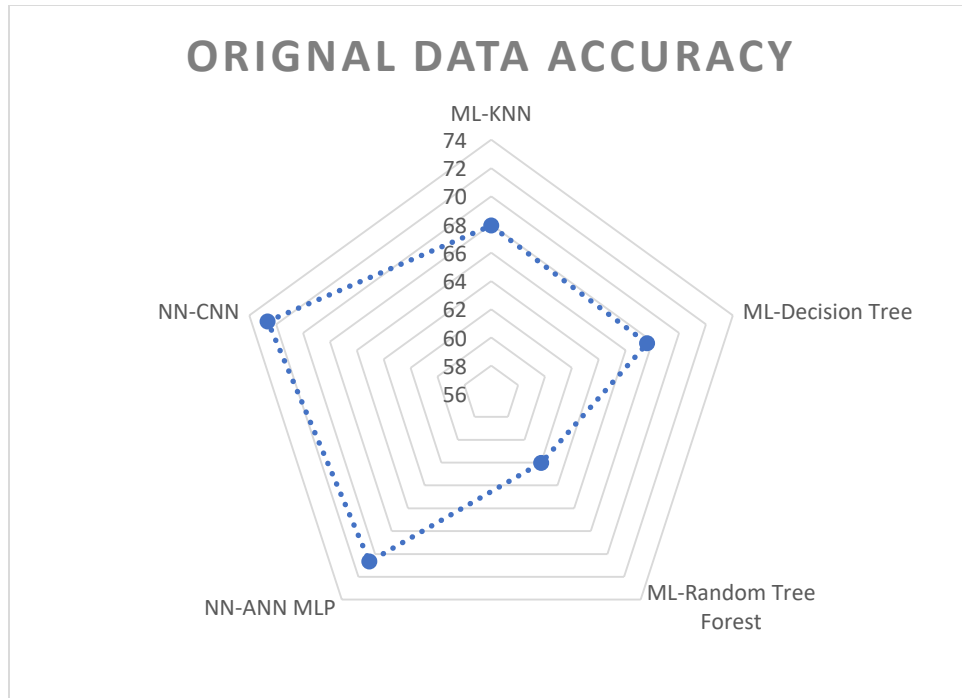 ORIGNAL DATA ACCURACY
ML-KNN
74
72
70
68
66
64
62
60
58
56
NN-CNN
ML-Decision Tree
NN-ANN MLP
ML-Random Tree
Forest